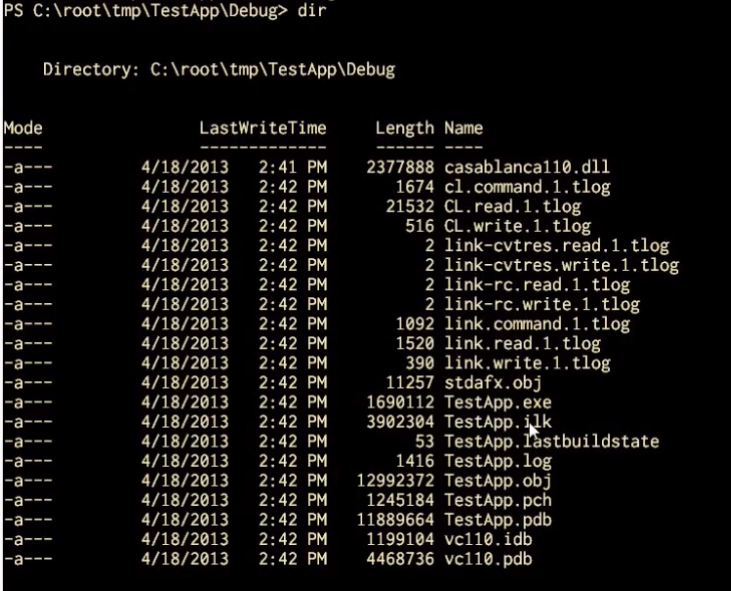 PS C:\root\tmp\TestApp\Debug> dir
Directory: C:\root\tmp\TestApp\Debug
Mode LastWriteTime Length Name
---- ------------- ------ ----
-a--- 4/18/2013 2:41 PM 2377888 casablanca110.dll
-a--- 4/18/2013 2:42 PM 1674 cl.command.1.tlog
-a--- 4/18/2013 2:42 PM 21532 CL.read.1.tlog
-a--- 4/18/2013 2:42 PM 516 CL.write.1.tlog
-a--- 4/18/2013 2:42 PM 2 link-cvtres.read.1.tlog
-a--- 4/18/2013 2:42 PM 2 link-cvtres.write.1.tlog
-a--- 4/18/2013 2:42 PM 2 link-rc.read.1.tlog
-a--- 4/18/2013 2:42 PM 2 link-rc.write.1.tlog
-a--- 4/18/2013 2:42 PM 1092 link.command.1.tlog
-a--- 4/18/2013 2:42 PM 1520 link.read.1.tlog
-a--- 4/18/2013 2:42 PM 390 link.write.1.tlog
-a--- 4/18/2013 2:42 PM 11257 stdafx.obj
-a--- 4/18/2013 2:42 PM 1690112 TestApp.exe
-a--- 4/18/2013 2:42 PM 3902304 TestApp.ilk
-a--- 4/18/2013 2:42 PM 53 TestApp.lastbuildstate
-a--- 4/18/2013 2:42 PM 1416 TestApp.log
-a--- 4/18/2013 2:42 PM 12992372 TestApp.obj
-a--- 4/18/2013 2:42 PM 1245184 TestApp.pch
-a--- 4/18/2013 2:42 PM 11889664 TestApp.pdb
-a--- 4/18/2013 2:42 PM 1199104 vc110.idb
-a--- 4/18/2013 2:42 PM 4468736 vc110.pdb